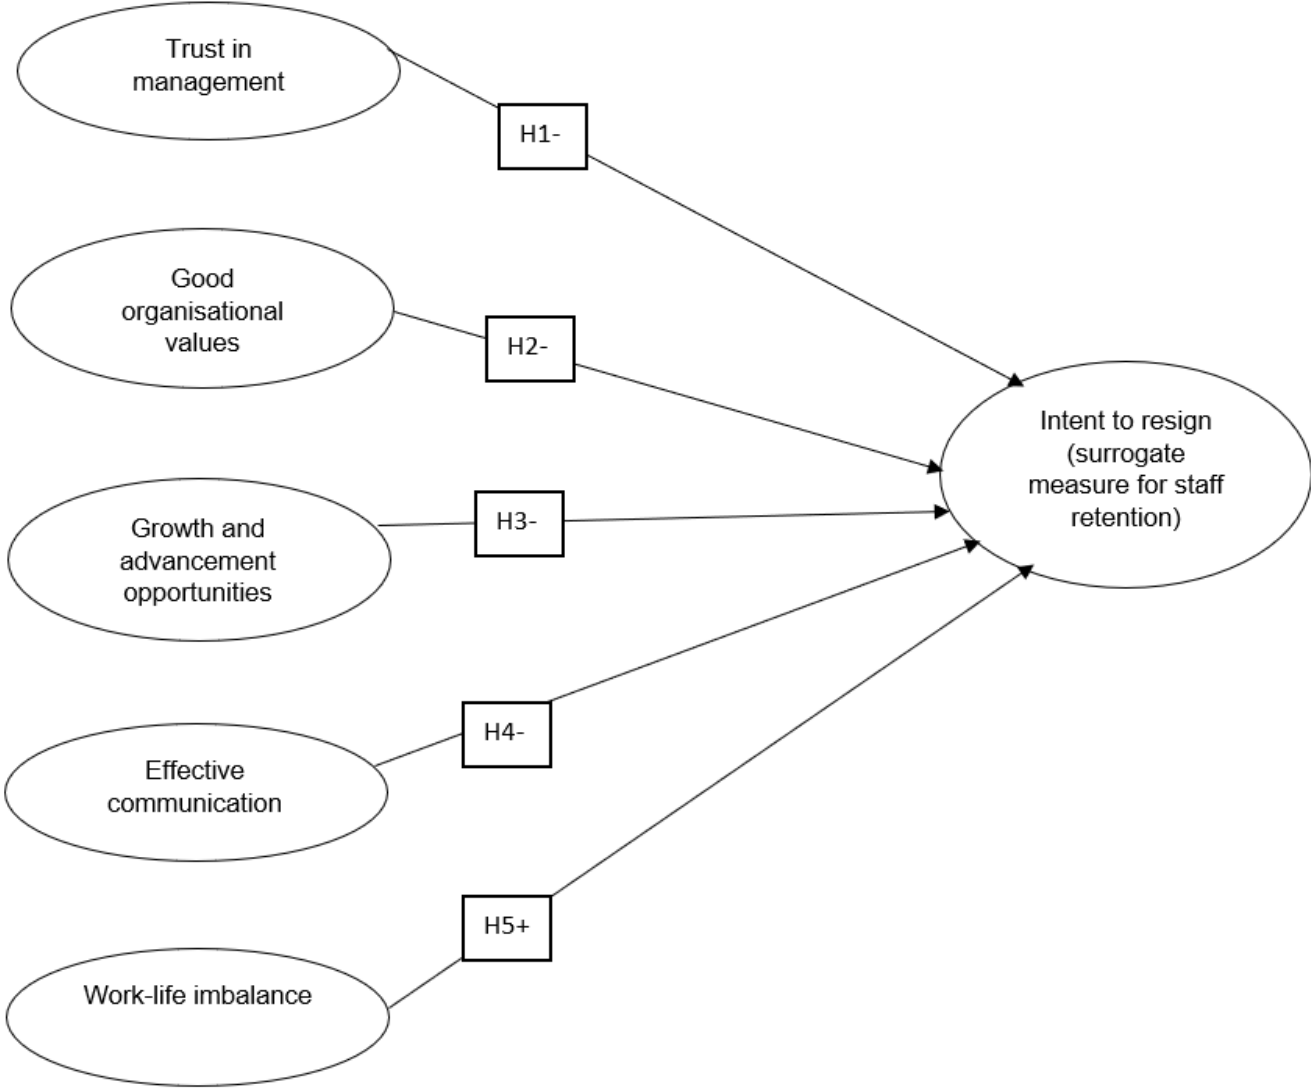 Trust in
management
H1-
Good
organisational
values
H2-
Intent to resign
(surrogate
measure for staff
retention)
Growth and
advancement
opportunities
H3-
Effective
communication
H4-
Work-life imbalance
H5+